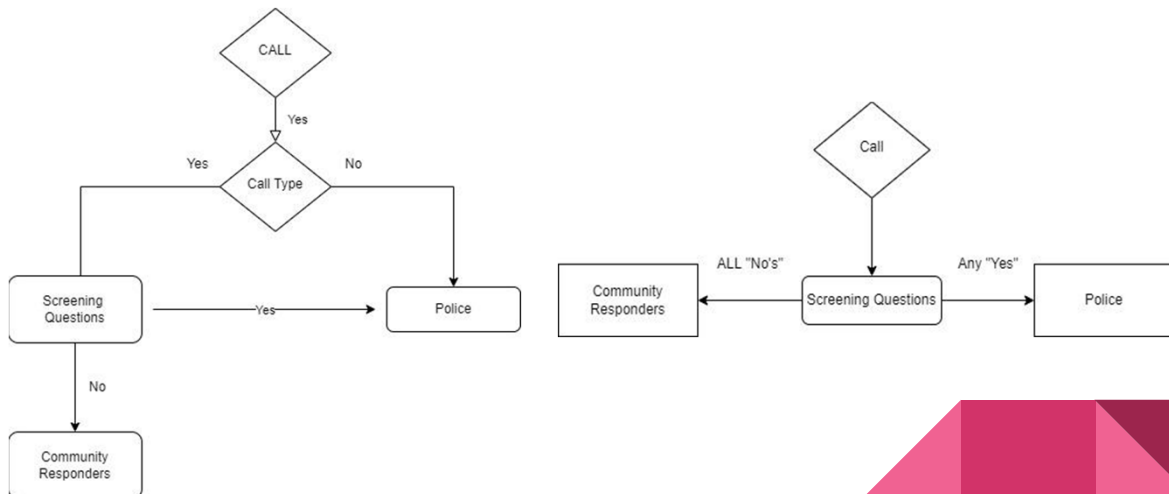 CALL
Yes
Yes
No
Call Type
Screening
Questions
Yes
Police
No
Community
Responders
Call
ALL "No's"
Any "Yes"
Community
Responders
Screening Questions
Police